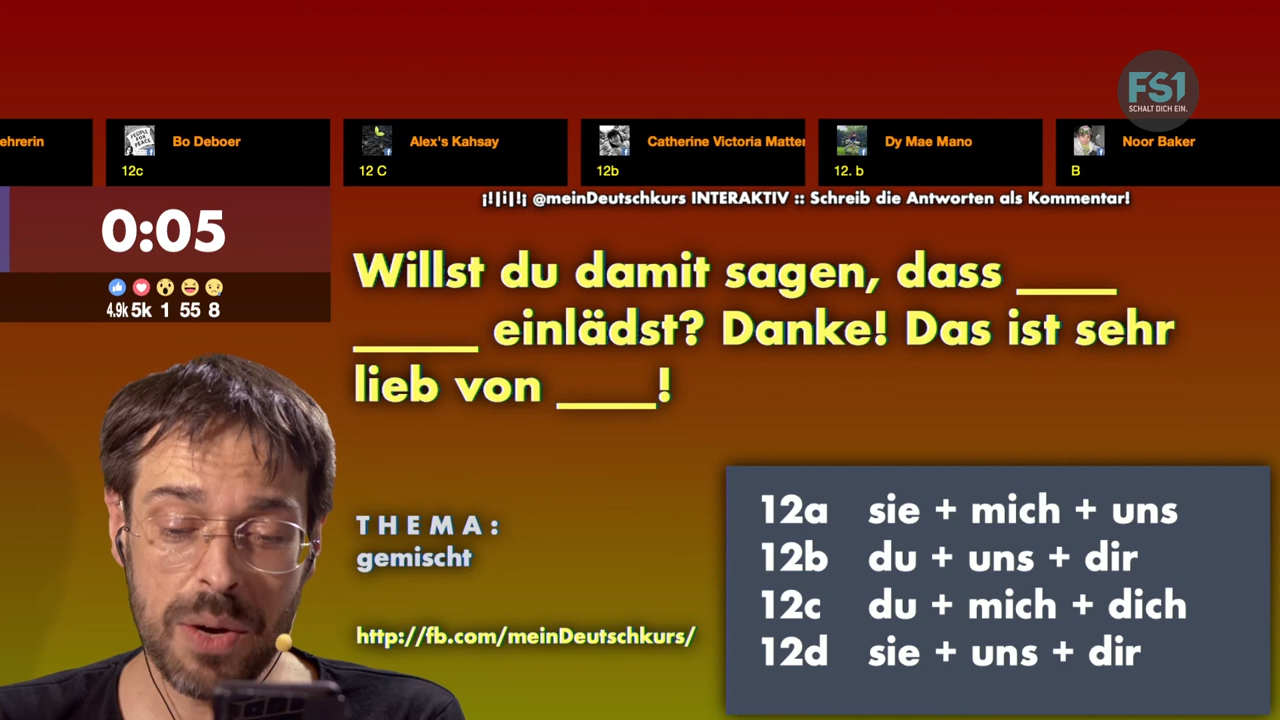 FS1
SCHALT DICH EIN.
ehrerin
Bo Deboer
12c
Alex's Kahsay
12 C
Catherine Victoria Matter
12b
Dy Mae Mano
12. b
Noor Baker
B
¡!|i|!¡ @meinDeutschkurs INTERAKTIV :: Schreib die Antworten als Kommentar!
0:05
4.9k 5k 1 55 8
Willst du damit sagen, dass ____
_____ einlädst? Danke! Das ist sehr
lieb von ____!
THEMA:
gemischt
http://fb.com/meinDeutschkurs/
12a sie + mich + uns
12b du + uns + dir
12c du + mich + dich
12d sie + uns + dir